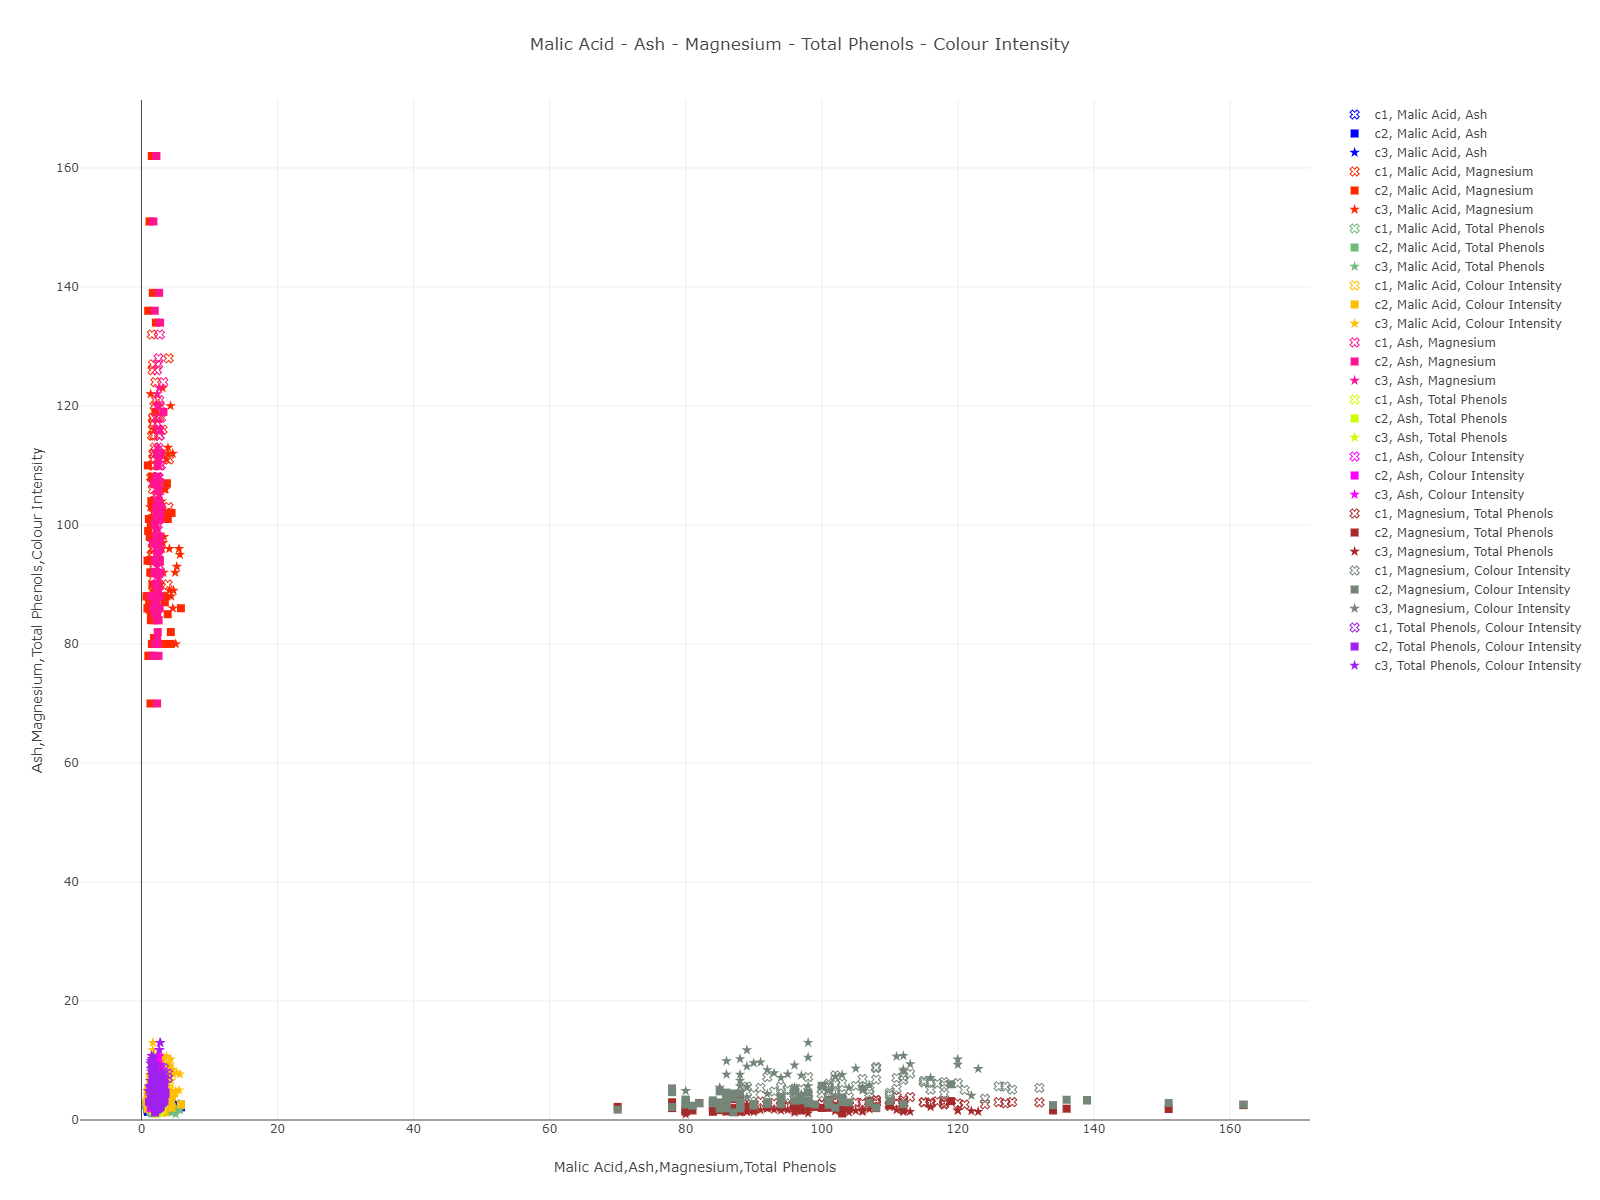 Malic Acid - Ash - Magnesium - Total Phenols - Colour Intensity
c1, Malic Acid, Ash
c2, Malic Acid, Ash
c3, Malic Acid, Ash
c1, Malic Acid, Magnesium
c2, Malic Acid, Magnesium
c3, Malic Acid, Magnesium
c1, Malic Acid, Total Phenols
c2, Malic Acid, Total Phenols
c3, Malic Acid, Total Phenols
c1, Malic Acid, Colour Intensity
c2, Malic Acid, Colour Intensity
c3, Malic Acid, Colour Intensity
c1, Ash, Magnesium
c2, Ash, Magnesium
c3, Ash, Magnesium
c1, Ash, Total Phenols
c2, Ash, Total Phenols
c3, Ash, Total Phenols
c1, Ash, Colour Intensity
c2, Ash, Colour Intensity
c3, Ash, Colour Intensity
c1, Magnesium, Total Phenols
c2, Magnesium, Total Phenols
c3, Magnesium, Total Phenols
c1, Magnesium, Colour Intensity
c2, Magnesium, Colour Intensity
c3, Magnesium, Colour Intensity
c1, Total Phenols, Colour Intensity
c2, Total Phenols, Colour Intensity
c3, Total Phenols, Colour Intensity
Ash,Magnesium,Total Phenols,Colour Intensity
160
140
120
100
80
60
40
20
0
0 20 40 60 80 100 120 140 160
Malic Acid,Ash,Magnesium,Total Phenols